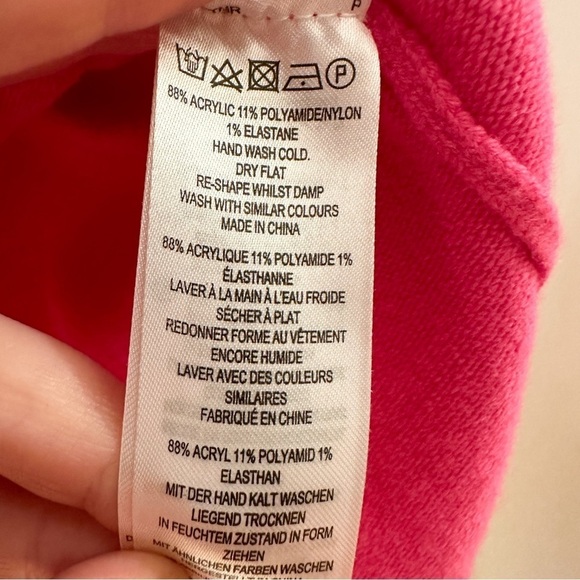 P
88% ACRYLIC 11% POLYAMIDE/NYLON
1% ELASTANE
HAND WASH COLD.
DRY FLAT
RE-SHAPE WHILST DAMP
WASH WITH SIMILAR COLOURS
MADE IN CHINA
88% ACRYLIQUE 11% POLYAMIDE 1%
ÉLASTHANNE
LAVER À LA MAIN À L'EAU FROIDE
SÉCHER À PLAT
REDONNER FORME AU VÊTEMENT
ENCORE HUMIDE
LAVER AVEC DES COULEURS
SIMILAIRES
FABRIQUÉ EN CHINE
88% ACRYL 11% POLYAMID 1%
ELASTHAN
MIT DER HAND KALT WASCHEN
LIEGEND TROCKNEN
IN FEUCHTEM ZUSTAND IN FORM
ZIEHEN
MIT ÄHNLICHEN FARBEN WASCHEN